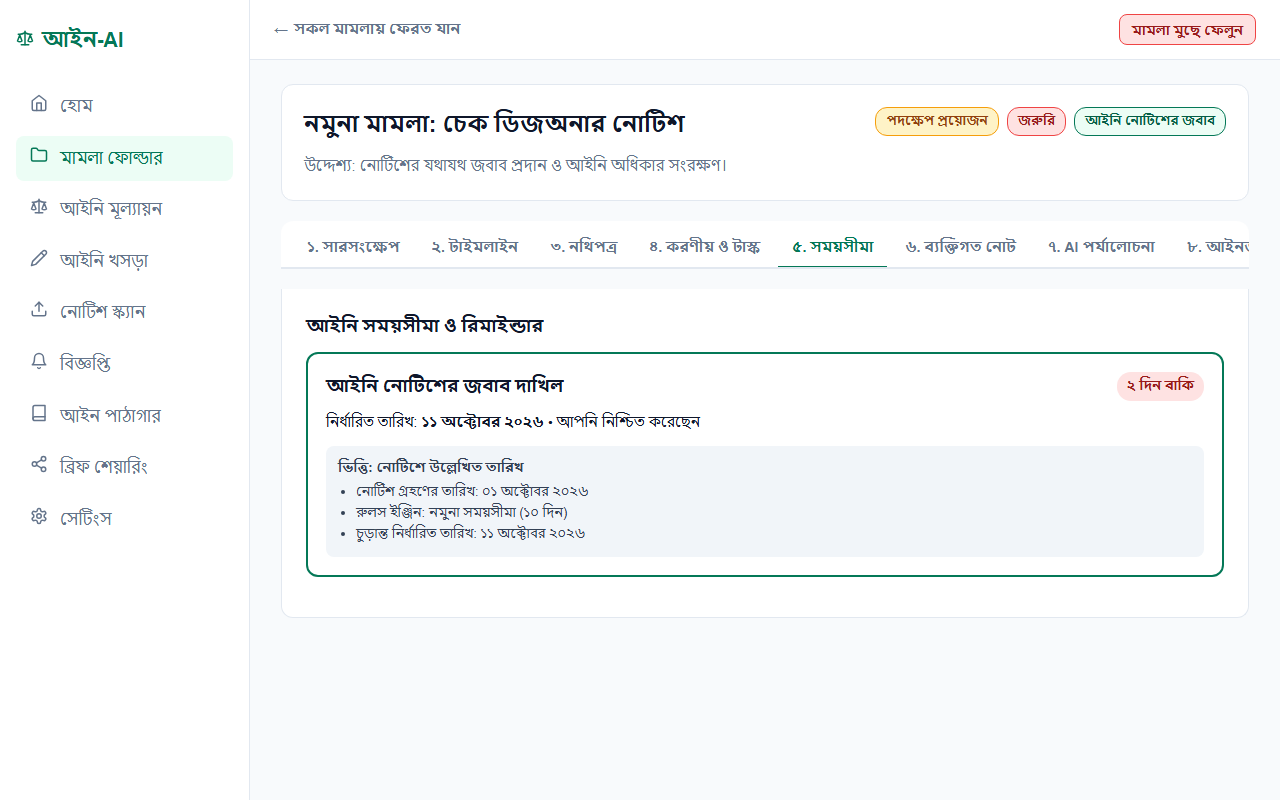 আইন-AI
← সকল মামলায় ফেরত যান
মামলা মুছে ফেলুন
হোম
মামলা ফোল্ডার
আইনি মূল্যায়ন
আইনি খসড়া
নোটিশ স্ক্যান
বিজ্ঞপ্তি
আইন পাঠাগার
ব্রিফ শেয়ারিং
সেটিংস
নমুনা মামলা: চেক ডিজঅনার নোটিশ
পদক্ষেপ প্রয়োজন জরুরি আইনি নোটিশের জবাব
উদ্দেশ্য: নোটিশের যথাযথ জবাব প্রদান ও আইনি অধিকার সংরক্ষণ।
১. সারসংক্ষেপ ২. টাইমলাইন ৩. নথিপত্র ৪. করণীয় ও টাস্ক ৫. সময়সীমা ৬. ব্যক্তিগত নোট ৭. AI পর্যালোচনা ৮.
আইনি সময়সীমা ও রিমাইন্ডার
আইনি নোটিশের জবাব দাখিল
২ দিন বাকি
নির্ধারিত তারিখ: ১১ অক্টোবর ২০২৬ • আপনি নিশ্চিত করেছেন
ভিত্তি: নোটিশে উল্লেখিত তারিখ
• নোটিশ গ্রহণের তারিখ: ০১ অক্টোবর ২০২৬
• রুলস ইঞ্জিন: নমুনা সময়সীমা (১০ দিন)
• চূড়ান্ত নির্ধারিত তারিখ: ১১ অক্টোবর ২০২৬